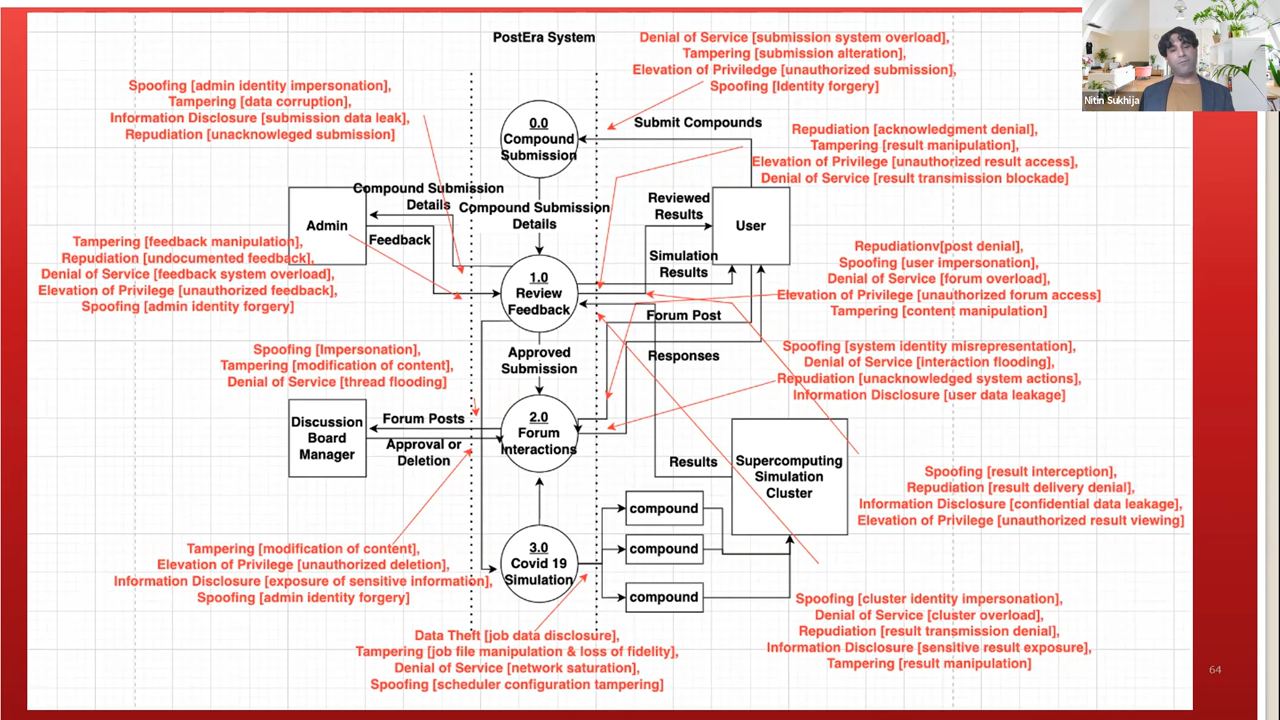 PostEra System
Denial of Service [submission system overload],
Tampering [submission alteration],
Elevation of Priviledge [unauthorized submission],
Spoofing [Identity forgery]
Nitin Sukhija
Spoofing [admin identity impersonation],
Tampering [data corruption],
Information Disclosure [submission data leak],
Repudiation [unacknowleged submission]
0.0
Compound
Submission
Submit Compounds
Repudiation [acknowledgment denial],
Tampering [result manipulation],
Elevation of Privilege [unauthorized result access],
Denial of Service [result transmission blockade]
Compound Submission
Details
Compound Submission
Details
Admin
Feedback
Reviewed
Results
User
Simulation
Results
Tampering [feedback manipulation],
Repudiation [undocumented feedback],
Denial of Service [feedback system overload],
Elevation of Privilege [unauthorized feedback],
Spoofing [admin identity forgery]
1.0
Review
Feedback
Repudiationv[post denial],
Spoofing [user impersonation],
Denial of Service [forum overload],
Elevation of Privilege [unauthorized forum access]
Tampering [content manipulation]
Forum Post
Responses
Approved
Submission
Spoofing [Impersonation],
Tampering [modification of content],
Denial of Service [thread flooding]
Spoofing [system identity misrepresentation],
Denial of Service [interaction flooding],
Repudiation [unacknowledged system actions],
Information Disclosure [user data leakage]
Discussion
Board
Manager
Forum Posts
Approval or
Deletion
2.0
Forum
Interactions
Results
Supercomputing
Simulation
Cluster
Spoofing [result interception],
Repudiation [result delivery denial],
Information Disclosure [confidential data leakage],
Elevation of Privilege [unauthorized result viewing]
compound
compound
compound
3.0
Covid 19
Simulation
Tampering [modification of content],
Elevation of Privilege [unauthorized deletion],
Information Disclosure [exposure of sensitive information],
Spoofing [admin identity forgery]
Spoofing [cluster identity impersonation],
Denial of Service [cluster overload],
Repudiation [result transmission denial],
Information Disclosure [sensitive result exposure],
Tampering [result manipulation]
Data Theft [job data disclosure],
Tampering [job file manipulation & loss of fidelity],
Denial of Service [network saturation],
Spoofing [scheduler configuration tampering]
64